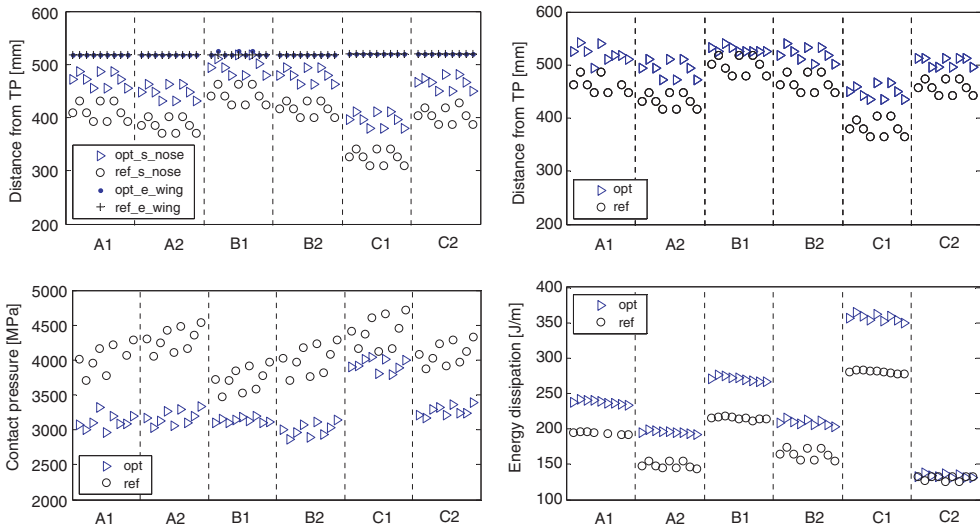 600
500
400
300
200
Distance from TP [mm]
opt_s_nose
ref_s_nose
opt_e_wing
ref_e_wing
A1 A2 B1 B2 C1 C2
600
500
400
300
200
Distance from TP [mm]
opt
ref
A1 A2 B1 B2 C1 C2
5000
4500
4000
3500
3000
2500
2000
Contact pressure [MPa]
opt
ref
A1 A2 B1 B2 C1 C2
400
350
300
250
200
150
100
Energy dissipation [J/m]
opt
ref
A1 A2 B1 B2 C1 C2